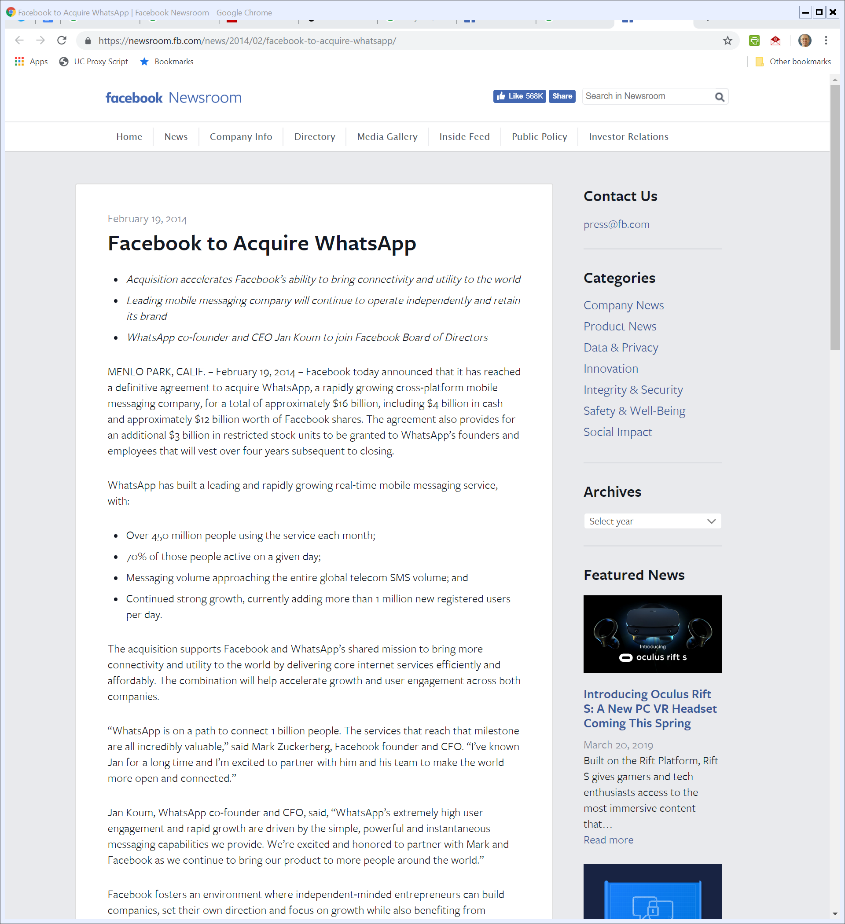 Facebook to Acquire WhatsApp | Facebook Newsroom - Google Chrome
https://newsroom.fb.com/news/2014/02/facebook-to-acquire-whatsapp/
Apps UC Proxy Script Bookmarks Other bookmarks
facebook Newsroom Like 568K Share Search in Newsroom
Home News Company Info Directory Media Gallery Inside Feed Public Policy Investor Relations
February 19, 2014
Facebook to Acquire WhatsApp
• Acquisition accelerates Facebook's ability to bring connectivity and utility to the world
• Leading mobile messaging company will continue to operate independently and retain
its brand
• WhatsApp co-founder and CEO Jan Koum to join Facebook Board of Directors
MENLO PARK, CALIF. – February 19, 2014 – Facebook today announced that it has reached
a definitive agreement to acquire WhatsApp, a rapidly growing cross-platform mobile
messaging company, for a total of approximately $16 billion, including $4 billion in cash
and approximately $12 billion worth of Facebook shares. The agreement also provides for
an additional $3 billion in restricted stock units to be granted to WhatsApp's founders and
employees that will vest over four years subsequent to closing.
WhatsApp has built a leading and rapidly growing real-time mobile messaging service,
with:
• Over 450 million people using the service each month;
• 70% of those people active on a given day;
• Messaging volume approaching the entire global telecom SMS volume; and
• Continued strong growth, currently adding more than 1 million new registered users
per day.
The acquisition supports Facebook and WhatsApp's shared mission to bring more
connectivity and utility to the world by delivering core internet services efficiently and
affordably. The combination will help accelerate growth and user engagement across both
companies.
“WhatsApp is on a path to connect 1 billion people. The services that reach that milestone
are all incredibly valuable,” said Mark Zuckerberg, Facebook founder and CEO. “I've known
Jan for a long time and I'm excited to partner with him and his team to make the world
more open and connected.”
Jan Koum, WhatsApp co-founder and CEO, said, “WhatsApp's extremely high user
engagement and rapid growth are driven by the simple, powerful and instantaneous
messaging capabilities we provide. We're excited and honored to partner with Mark and
Facebook as we continue to bring our product to more people around the world.”
Facebook fosters an environment where independent-minded entrepreneurs can build
companies, set their own direction and focus on growth while also benefiting from
Contact Us
press@fb.com
Categories
Company News
Product News
Data & Privacy
Innovation
Integrity & Security
Safety & Well-Being
Social Impact
Archives
Select year
Featured News
Introducing
oculus rift s
Introducing Oculus Rift
S: A New PC VR Headset
Coming This Spring
March 20, 2019
Built on the Rift Platform, Rift
S gives gamers and tech
enthusiasts access to the
most immersive content
that...
Read more